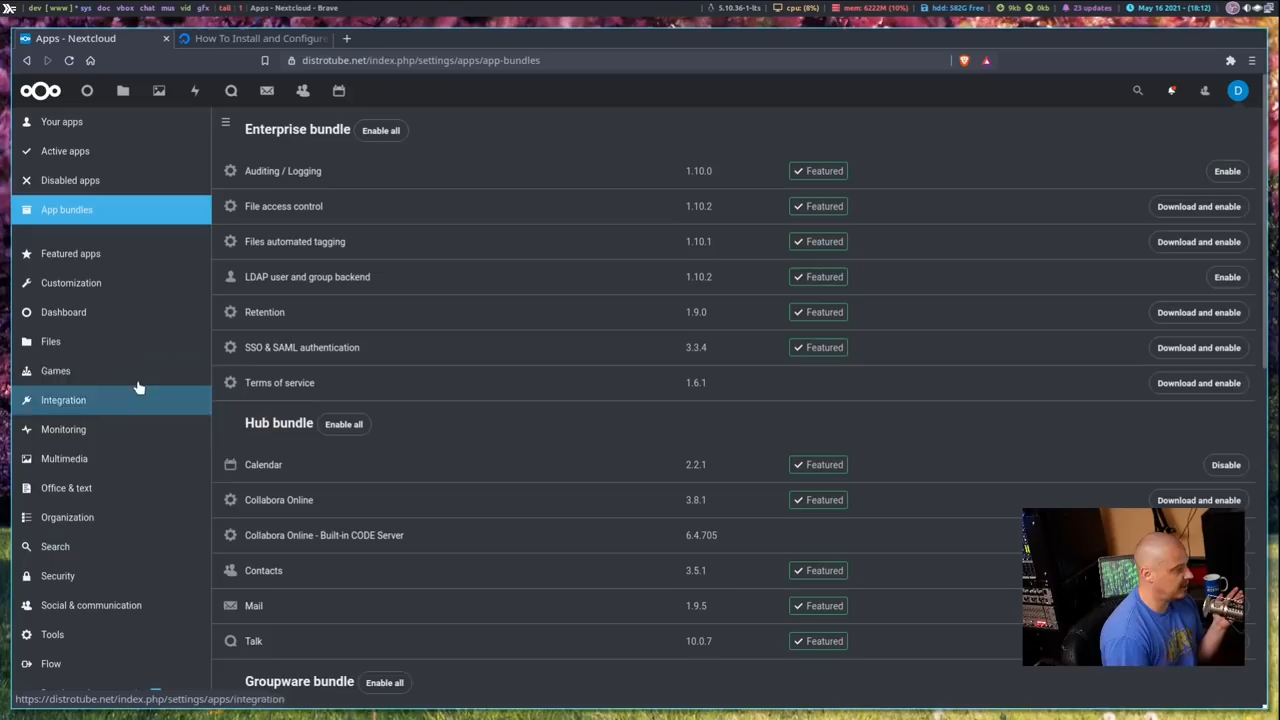 dev [ www ] * sys doc vbox chat mus vid gfx | tall | 1 | Apps - Nextcloud - Brave
5.10.36-1-lts | cpu: (8%) | mem: 6222M (10%) | hdd: 582G free | 9kb 0kb | 23 updates | May 16 2021 - (18:12)
Apps - Nextcloud
How To Install and Configure
distrotube.net/index.php/settings/apps/app-bundles
D
Your apps
Active apps
Disabled apps
App bundles
Featured apps
Customization
Dashboard
Files
Games
Integration
Monitoring
Multimedia
Office & text
Organization
Search
Security
Social & communication
Tools
Flow
Enterprise bundle Enable all
Auditing / Logging 1.10.0 Featured Enable
File access control 1.10.2 Featured Download and enable
Files automated tagging 1.10.1 Featured Download and enable
LDAP user and group backend 1.10.2 Featured Enable
Retention 1.9.0 Featured Download and enable
SSO & SAML authentication 3.3.4 Featured Download and enable
Terms of service 1.6.1 Download and enable
Hub bundle Enable all
Calendar 2.2.1 Featured Disable
Collabora Online 3.8.1 Featured Download and enable
Collabora Online - Built-in CODE Server 6.4.705
Contacts 3.5.1 Featured
Mail 1.9.5 Featured
Talk 10.0.7 Featured
Groupware bundle Enable all
https://distrotube.net/index.php/settings/apps/integration